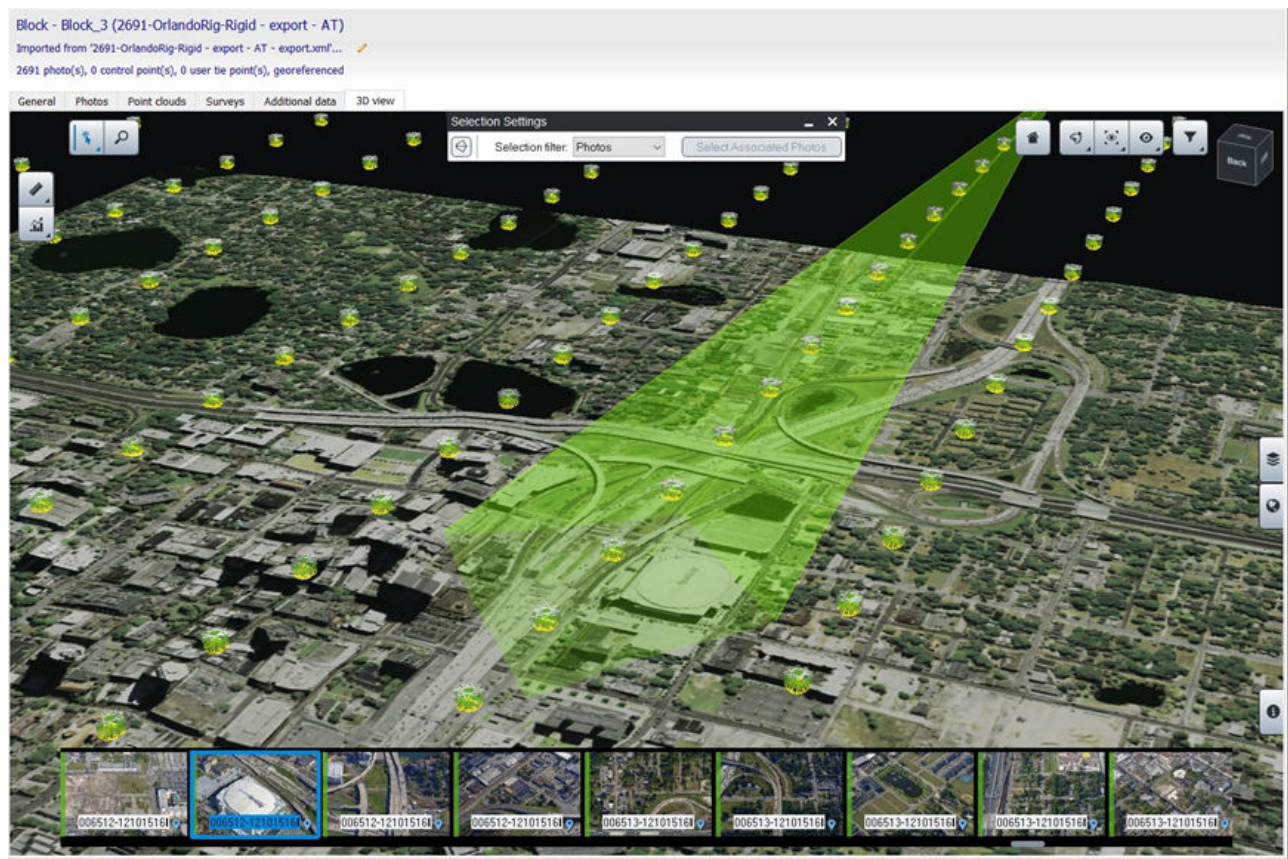 Block - Block_3 (2691-OrlandoRig-Rigid - export - AT)
Imported from '2691-OrlandoRig-Rigid - export - AT - export.xml'...
2691 photo(s), 0 control point(s), 0 user tie point(s), georeferenced
General Photos Point clouds Surveys Additional data 3D view
Selection Settings
Selection filter: Photos Select Associated Photos
Back
006512-12101516 006512-12101516 006512-12101516 006512-12101516 006513-12101516 006513-12101516 006513-12101516 006513-12101516 006513-12101516